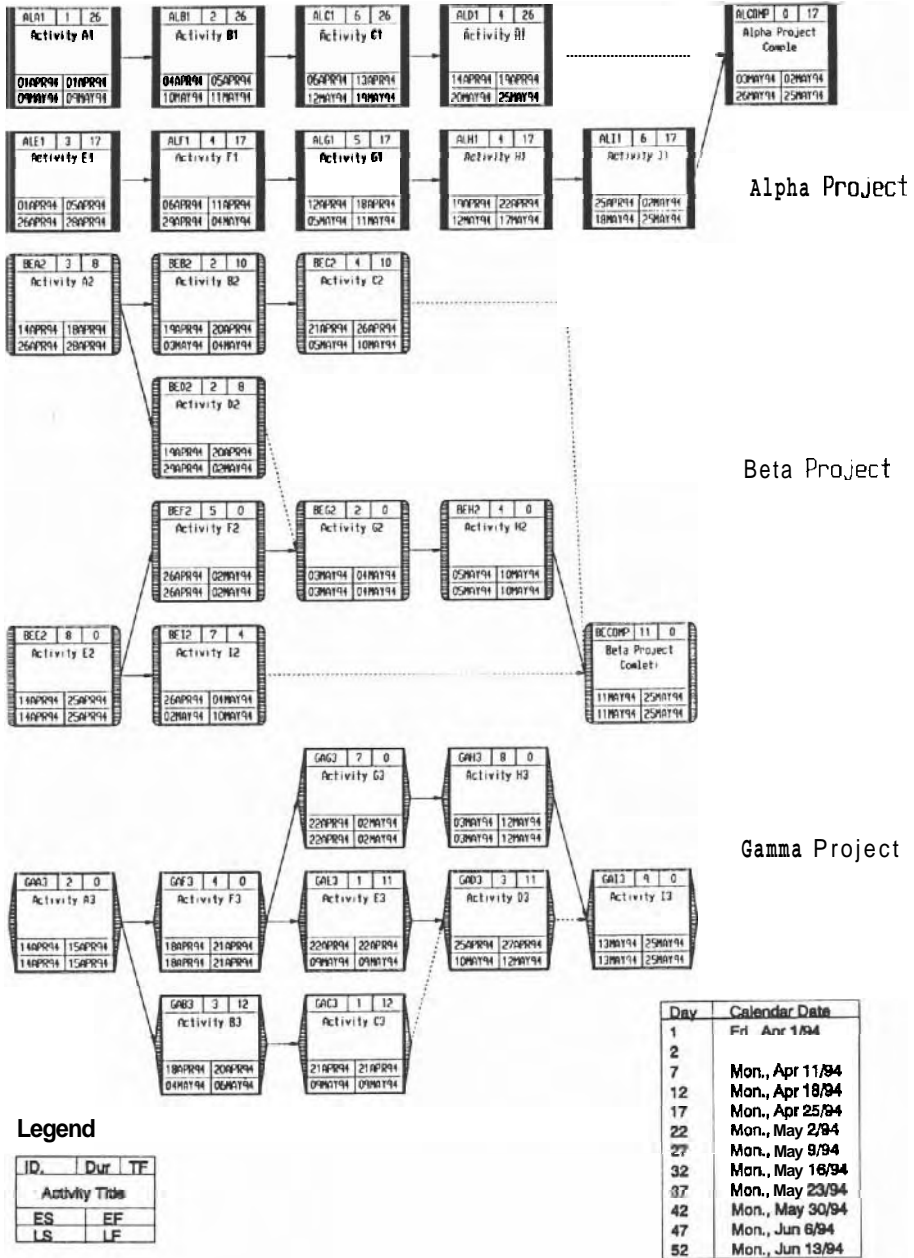 ALA1 1 26
Activity A1
01APR94 01APR94
09MAY94 09MAY94
ALB1 2 26
Activity B1
04APR94 05APR94
10MAY94 11MAY94
ALC1 6 26
Activity C1
06APR94 13APR94
12MAY94 19MAY94
ALD1 4 26
14APR94 19APR94
20MAY94 25MAY94
ALCOMP 0 17
Alpha Project
Comple
03MAY94 02MAY94
26MAY94 25MAY94
ALE1 3 17
Activity E1
01APR94 05APR94
26APR94 28APR94
ALF1 4 17
Activity F1
06APR94 11APR94
29APR94 04MAY94
ALG1 5 17
Activity G1
12APR94 18APR94
05MAY94 11MAY94
ALH1 4 17
Activity H1
19APR94 22APR94
12MAY94 17MAY94
ALI1 6 17
Activity
25APR94 02MAY94
18MAY94 25MAY94
Alpha Project
BEA2 3 8
Activity A2
14APR94 18APR94
26APR94 28APR94
BEB2 2 10
Activity B2
19APR94 20APR94
03MAY94 04MAY94
BEC2 4 10
Activity C2
21APR94 26APR94
05MAY94 10MAY94
BED2 2 8
Activity D2
19APR94 20APR94
29APR94 02MAY94
Beta Project
BEF2 5 0
Activity F2
26APR94 02MAY94
26APR94 02MAY94
BEG2 2 0
Activity G2
03MAY94 04MAY94
03MAY94 04MAY94
BEH2 4 0
Activity H2
05MAY94 10MAY94
05MAY94 10MAY94
8 0
Activity E2
14APR94 25APR94
14APR94 25APR94
BEI2 7 4
Activity I2
26APR94 04MAY94
02MAY94 10MAY94
BECOMP 11 0
Beta Project
11MAY94 25MAY94
11MAY94 25MAY94
GAG3 7 0
Activity G3
22APR94 02MAY94
22APR94 02MAY94
GAH3 8 0
Activity H3
03MAY94 12MAY94
03MAY94 12MAY94
Gamma Project
GAA3 2 0
Activity A3
14APR94 15APR94
14APR94 15APR94
GAF3 4 0
Activity F3
18APR94 21APR94
18APR94 21APR94
GAE3 1 11
Activity E3
22APR94 22APR94
09MAY94 09MAY94
GAD3 3 11
Activity D3
25APR94 27APR94
10MAY94 12MAY94
GAI3 9 0
Activity I3
13MAY94 25MAY94
13MAY94 25MAY94
GAB3 3 12
Activity B3
18APR94 20APR94
04MAY94 06MAY94
GAC3 1 12
Activity C3
21APR94 21APR94
09MAY94 09MAY94
Legend
ID. Dur TF
Activity Title
ES EF
LS LF
Day Calendar Date
1 Fri. Apr 1/94
2
7 Mon., Apr 11/94
12 Mon., Apr 18/94
17 Mon., Apr 25/94
22 Mon., May 2/94
27 Mon., May 9/94
32 Mon., May 16/94
37 Mon., May 23/94
42 Mon., May 30/94
47 Mon., Jun 6/94
52 Mon., Jun 13/94